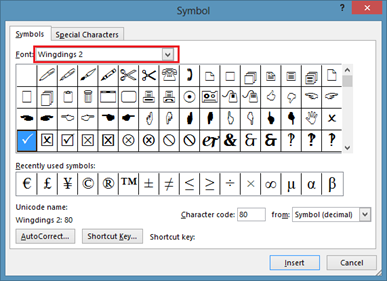 Symbol
?
Symbols Special Characters
Font: Wingdings 2
Recently used symbols:
€ £ ¥ © ® ™ ± ≠ ≤ ≥ ÷ × ∞ µ α β
Unicode name:
Wingdings 2: 80
Character code: 80 from: Symbol (decimal)
AutoCorrect... Shortcut Key... Shortcut key:
Insert Cancel